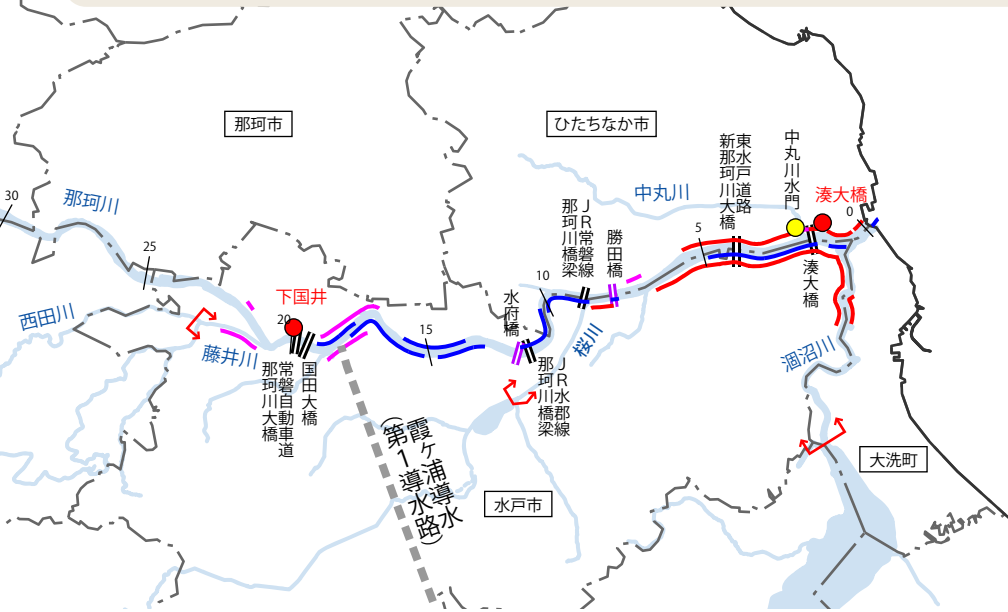 那珂市
ひたちなか市
30
那珂川
25
西田川
藤井川
下国井
20
常磐自動車道
那珂川大橋
国田大橋
15
水府橋
10
JR水郡線
那珂川橋梁
JR常磐線
那珂川橋梁
勝田橋
桜川
中丸川
5
東水戸道路
新那珂川大橋
中丸川水門
湊大橋
0
湊大橋
涸沼川
大洗町
水戸市
霞ヶ浦導水
(第1導水路)